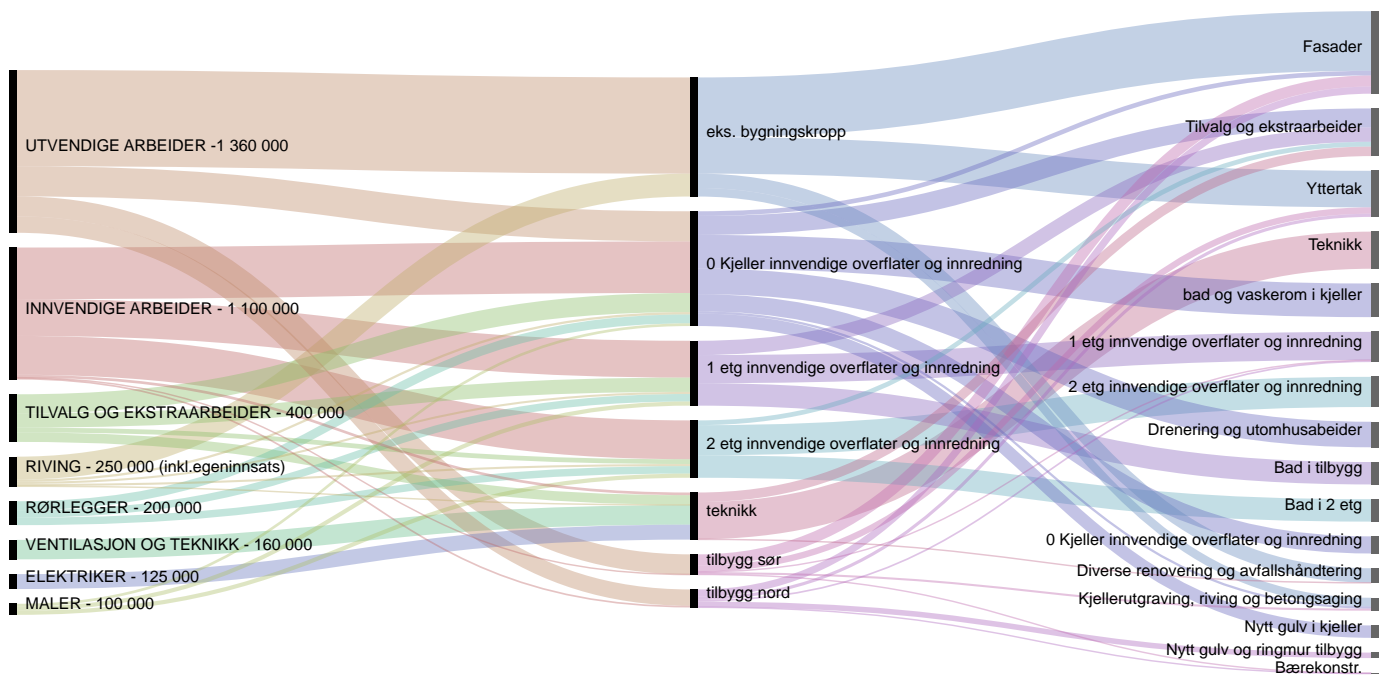 UTVENDIGE ARBEIDER -1 360 000
INNVENDIGE ARBEIDER - 1 100 000
TILVALG OG EKSTRAARBEIDER - 400 000
RIVING - 250 000 (inkl.egeninnsats)
RØRLEGGER - 200 000
VENTILASJON OG TEKNIKK - 160 000
ELEKTRIKER - 125 000
MALER - 100 000
eks. bygningskropp
0 Kjeller innvendige overflater og innredning
1 etg innvendige overflater og innredning
2 etg innvendige overflater og innredning
teknikk
tilbygg sør
tilbygg nord
Fasader
Tilvalg og ekstraarbeider
Yttertak
Teknikk
bad og vaskerom i kjeller
1 etg innvendige overflater og innredning
2 etg innvendige overflater og innredning
Drenering og utomhusabeider
Bad i tilbygg
Bad i 2 etg
0 Kjeller innvendige overflater og innredning
Diverse renovering og avfallshåndtering
Kjellerutgraving, riving og betongsaging
Nytt gulv i kjeller
Nytt gulv og ringmur tilbygg
Bærekonstr.